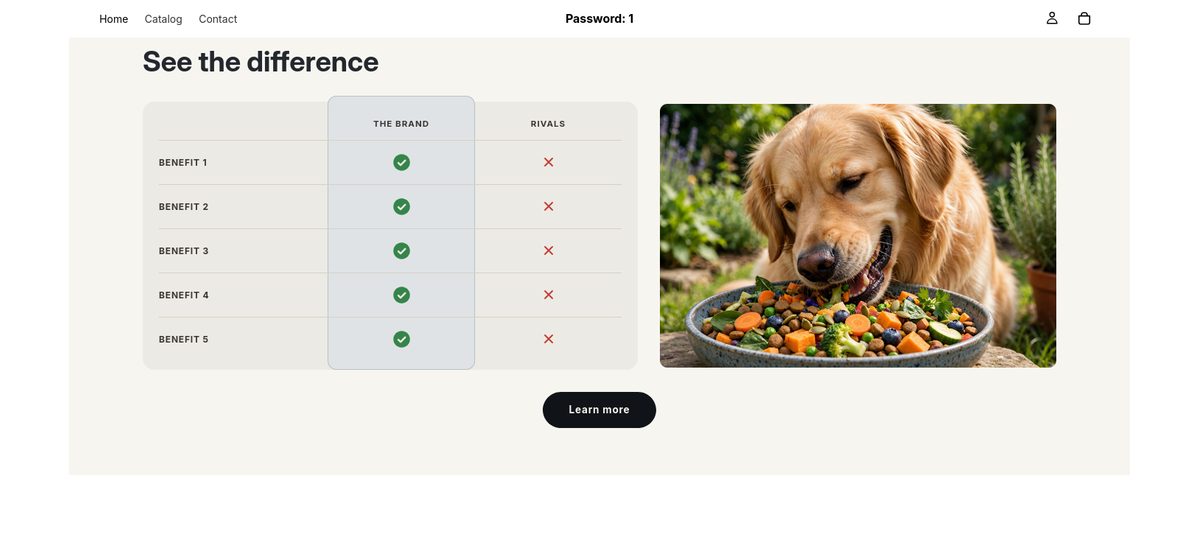 Home Catalog Contact Password: 1
See the difference
THE BRAND RIVALS
BENEFIT 1
BENEFIT 2
BENEFIT 3
BENEFIT 4
BENEFIT 5
Learn more